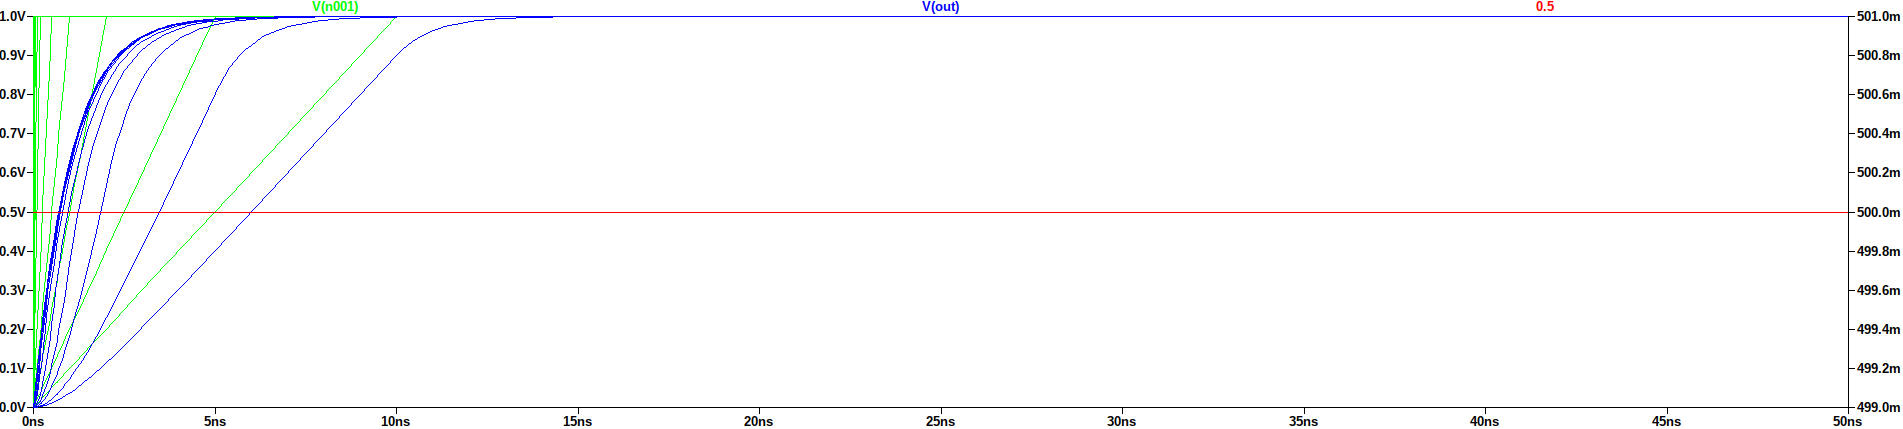 V(n001) V(out) 0.5
1.0V 501.0m
0.9V 500.8m
0.8V 500.6m
0.7V 500.4m
0.6V 500.2m
0.5V 500.0m
0.4V 499.8m
0.3V 499.6m
0.2V 499.4m
0.1V 499.2m
0.0V 499.0m
0ns 5ns 10ns 15ns 20ns 25ns 30ns 35ns 40ns 45ns 50ns